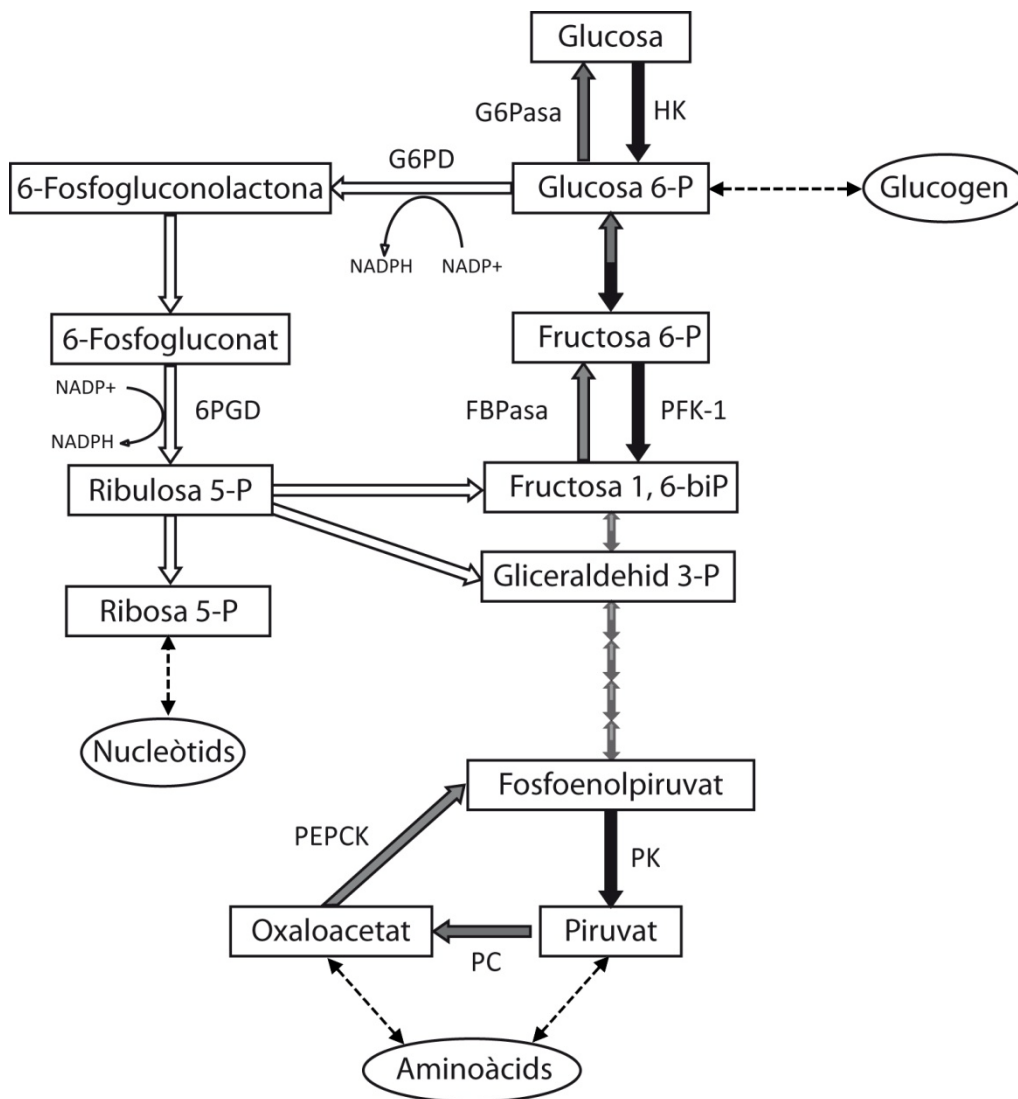 Glucosa
G6Pasa
HK
G6PD
6-Fosfogluconolactona
Glucosa 6-P
Glucogen
NADPH
NADP+
6-Fosfogluconat
Fructosa 6-P
NADP+
6PGD
FBPasa
PFK-1
NADPH
Ribulosa 5-P
Fructosa 1, 6-biP
Gliceraldehid 3-P
Ribosa 5-P
Nucleòtids
Fosfoenolpiruvat
PEPCK
PK
Oxaloacetat
Piruvat
PC
Aminoàcids